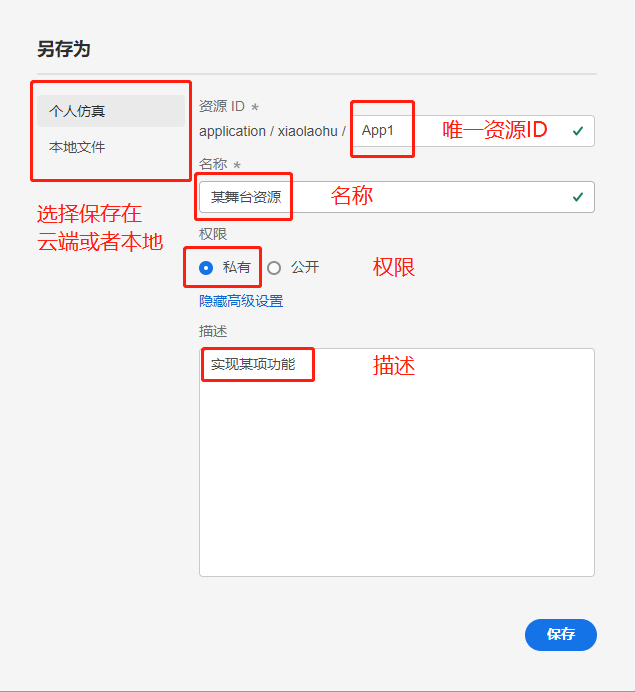 另存为
个人仿真
本地文件
选择保存在
云端或者本地
资源 ID *
application / xiaolaohu / App1 唯一资源ID
名称 *
某舞台资源 名称
权限
私有 公开 权限
隐藏高级设置
描述
实现某项功能 描述
保存